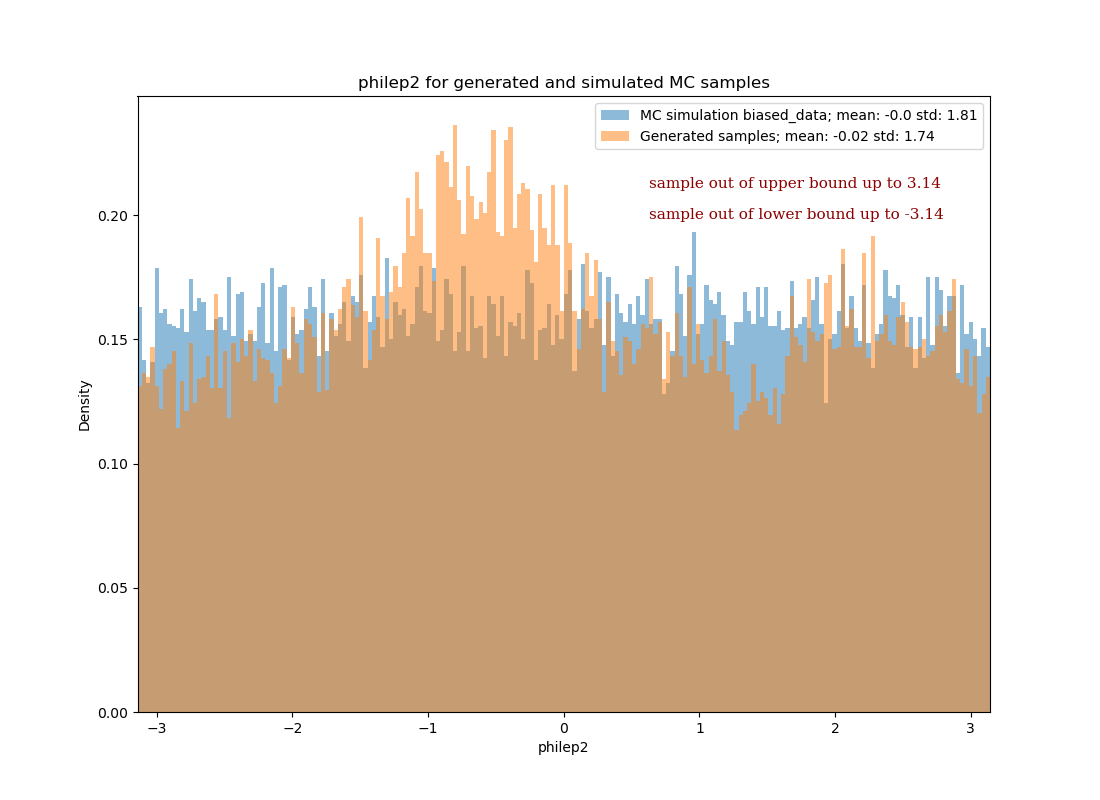 philep2 for generated and simulated MC samples
MC simulation biased_data; mean: -0.0 std: 1.81
Generated samples; mean: -0.02 std: 1.74
sample out of upper bound up to 3.14
sample out of lower bound up to -3.14
Density
0.20
0.15
0.10
0.05
0.00
−3 −2 −1 0 1 2 3
philep2